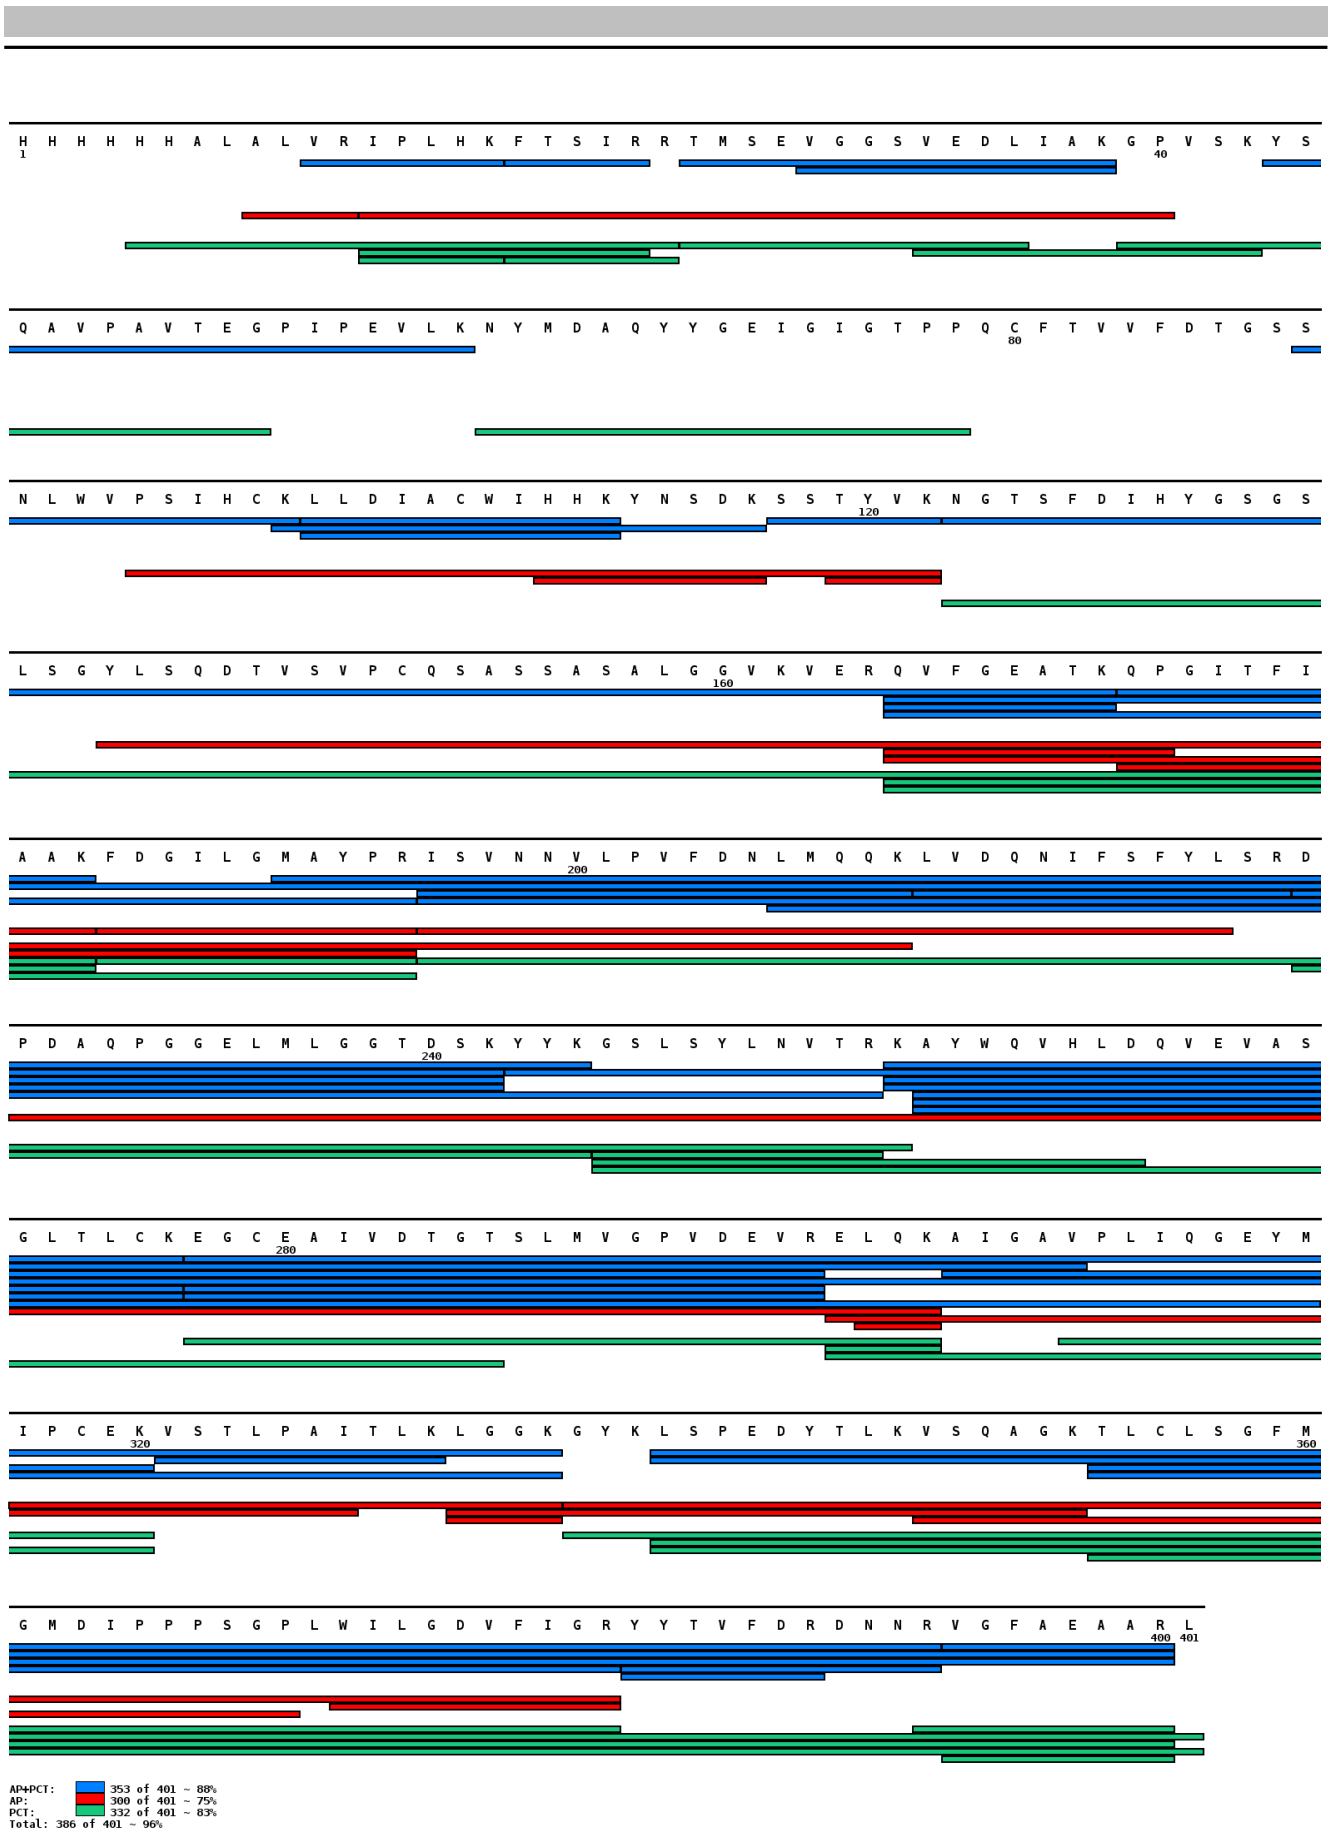 H H H H H H A L A L V R I P L H K F T S I R R T M S E V G G S V E D L I A K G P V S K Y S
1 40
Q A V P A V T E G P I P E V L K N Y M D A Q Y Y G E I G I G T P P Q C F T V V F D T G S S
80
N L W V P S I H C K L L D I A C W I H H K Y N S D K S S T Y V K N G T S F D I H Y G S G S
120
L S G Y L S Q D T V S V P C Q S A S S A S A L G G V K V E R Q V F G E A T K Q P G I T F I
160
A A K F D G I L G M A Y P R I S V N N V L P V F D N L M Q Q K L V D Q N I F S F Y L S R D
200
P D A Q P G G E L M L G G T D S K Y Y K G S L S Y L N V T R K A Y W Q V H L D Q V E V A S
240
G L T L C K E G C E A I V D T G T S L M V G P V D E V R E L Q K A I G A V P L I Q G E Y M
280
I P C E K V S T L P A I T L K L G G K G Y K L S P E D Y T L K V S Q A G K T L C L S G F M
320 360
G M D I P P P S G P L W I L G D V F I G R Y Y T V F D R D N N R V G F A E A A R L
400 401
AP+PCT: 353 of 401 ~ 88%
AP: 300 of 401 ~ 75%
PCT: 332 of 401 ~ 83%
Total: 386 of 401 ~ 96%